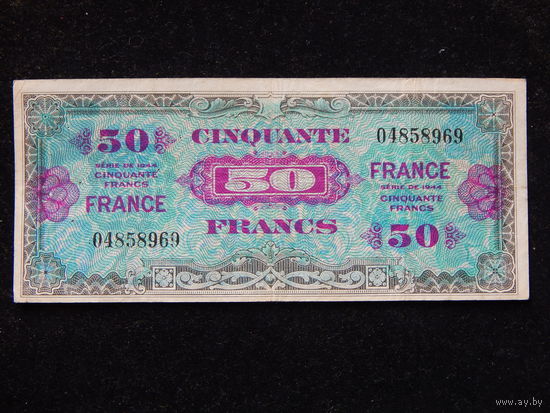 50
SÉRIE DE 1944
CINQUANTE
FRANCS
FRANCE
04858969
CINQUANTE
50
FRANCS
04858969
FRANCE
SÉRIE DE 1944
CINQUANTE
FRANCS
50
www.ay.by